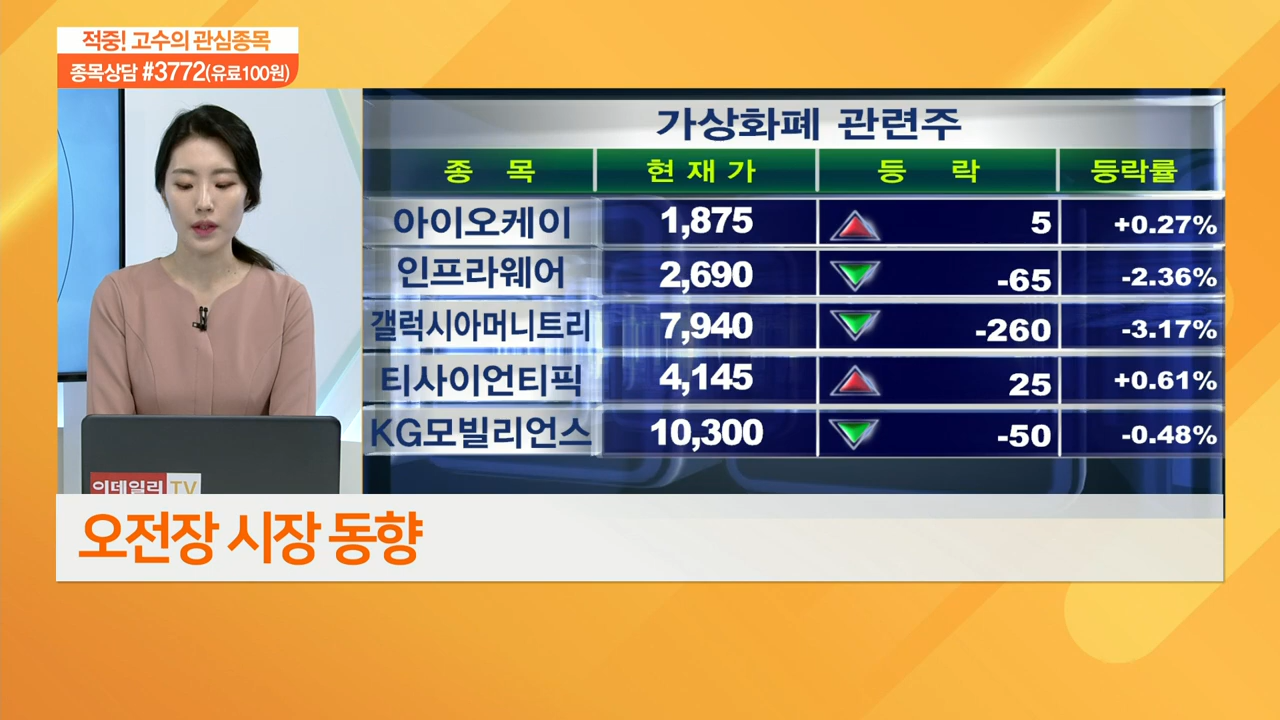 적중! 고수의 관심종목
종목상담 #3772(유료100원)
가상화폐 관련주
종 목 현 재 가 등 락 등락률
아이오케이 1,875 5 +0.27%
인프라웨어 2,690 -65 -2.36%
갤럭시아머니트리 7,940 -260 -3.17%
티사이언티픽 4,145 25 +0.61%
KG모빌리언스 10,300 -50 -0.48%
이데일리 TV
오전장 시장 동향